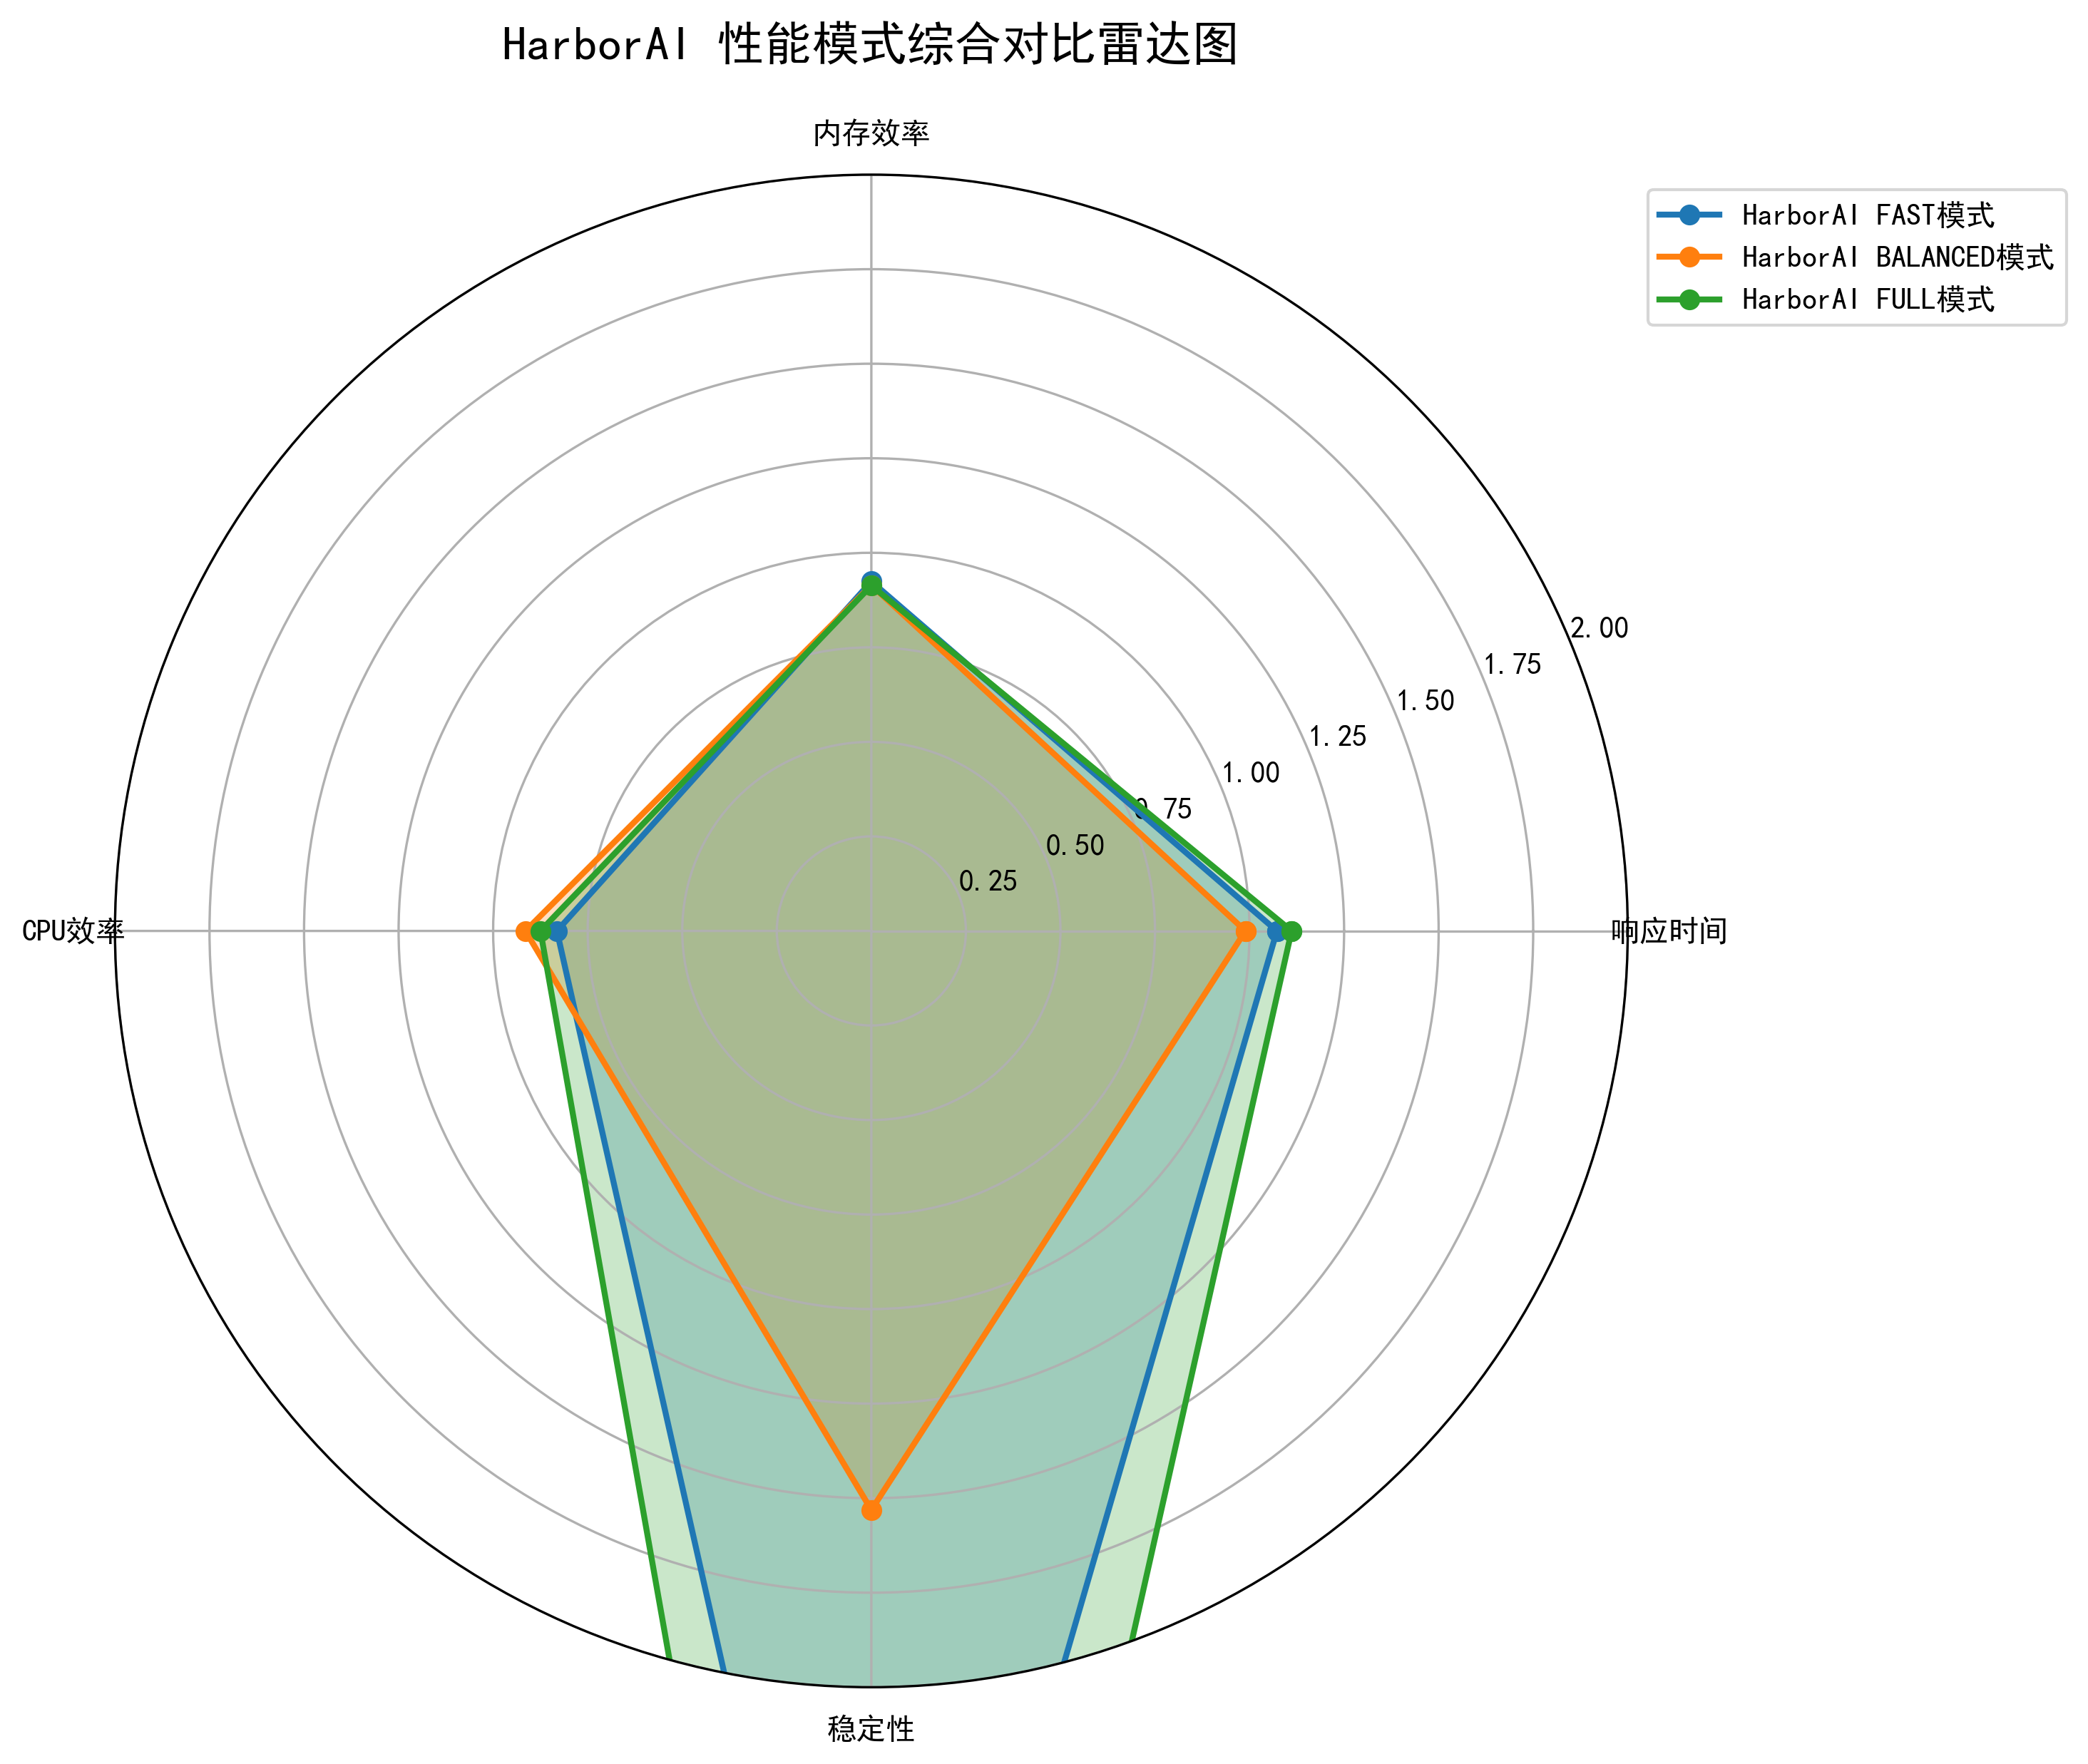 HarborAI 性能模式综合对比雷达图
内存效率
HarborAI FAST模式
HarborAI BALANCED模式
HarborAI FULL模式
2.00
1.75
1.50
1.25
1.00
0.75
0.50
0.25
CPU效率
响应时间
稳定性